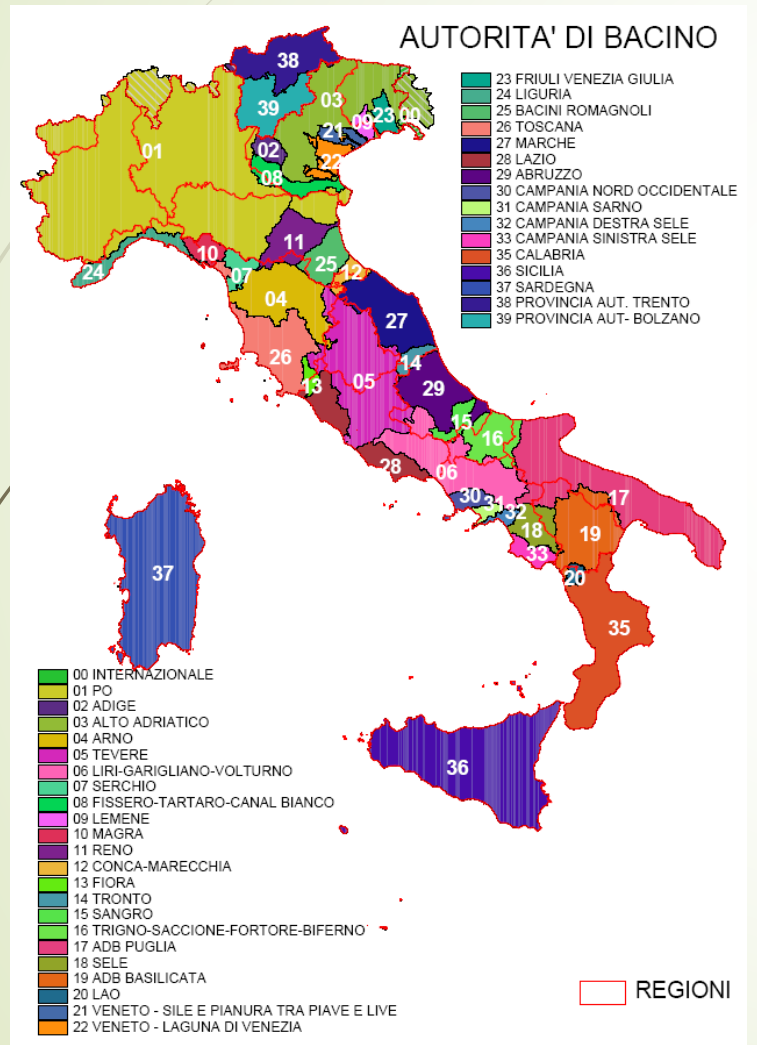 AUTORITA' DI BACINO
23 FRIULI VENEZIA GIULIA
24 LIGURIA
25 BACINI ROMAGNOLI
26 TOSCANA
27 MARCHE
28 LAZIO
29 ABRUZZO
30 CAMPANIA NORD OCCIDENTALE
31 CAMPANIA SARNO
32 CAMPANIA DESTRA SELE
33 CAMPANIA SINISTRA SELE
35 CALABRIA
36 SICILIA
37 SARDEGNA
38 PROVINCIA AUT. TRENTO
39 PROVINCIA AUT- BOLZANO
38
03
39
09
23
00
21
02
01
22
08
11
10
25
12
24
07
04
27
26
14
05
13
29
15
16
28
06
30
31
17
32
18
19
33
20
37
35
36
00 INTERNAZIONALE
01 PO
02 ADIGE
03 ALTO ADRIATICO
04 ARNO
05 TEVERE
06 LIRI-GARIGLIANO-VOLTURNO
07 SERCHIO
08 FISSERO-TARTARO-CANAL BIANCO
09 LEMENE
10 MAGRA
11 RENO
12 CONCA-MARECCHIA
13 FIORA
14 TRONTO
15 SANGRO
16 TRIGNO-SACCIONE-FORTORE-BIFERNO
17 ADB PUGLIA
18 SELE
19 ADB BASILICATA
20 LAO
21 VENETO - SILE E PIANURA TRA PIAVE E LIVE
22 VENETO - LAGUNA DI VENEZIA
REGIONI